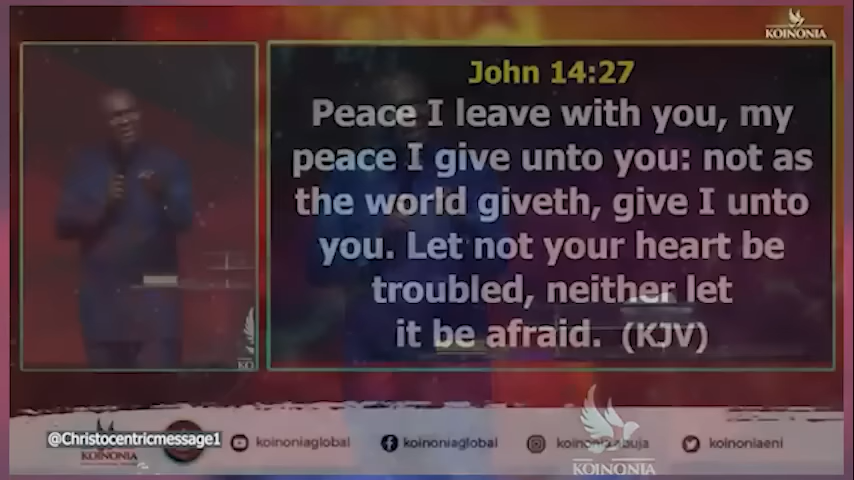 KOINONIA
John 14:27
Peace I leave with you, my
peace I give unto you: not as
the world giveth, give I unto
you. Let not your heart be
troubled, neither let
it be afraid. (KJV)
KO
@Christocentricmessage1
KOINONIA
koinoniaglobal
koinoniaglobal
koinoniaabuja
koinoniaeni
KOINONIA